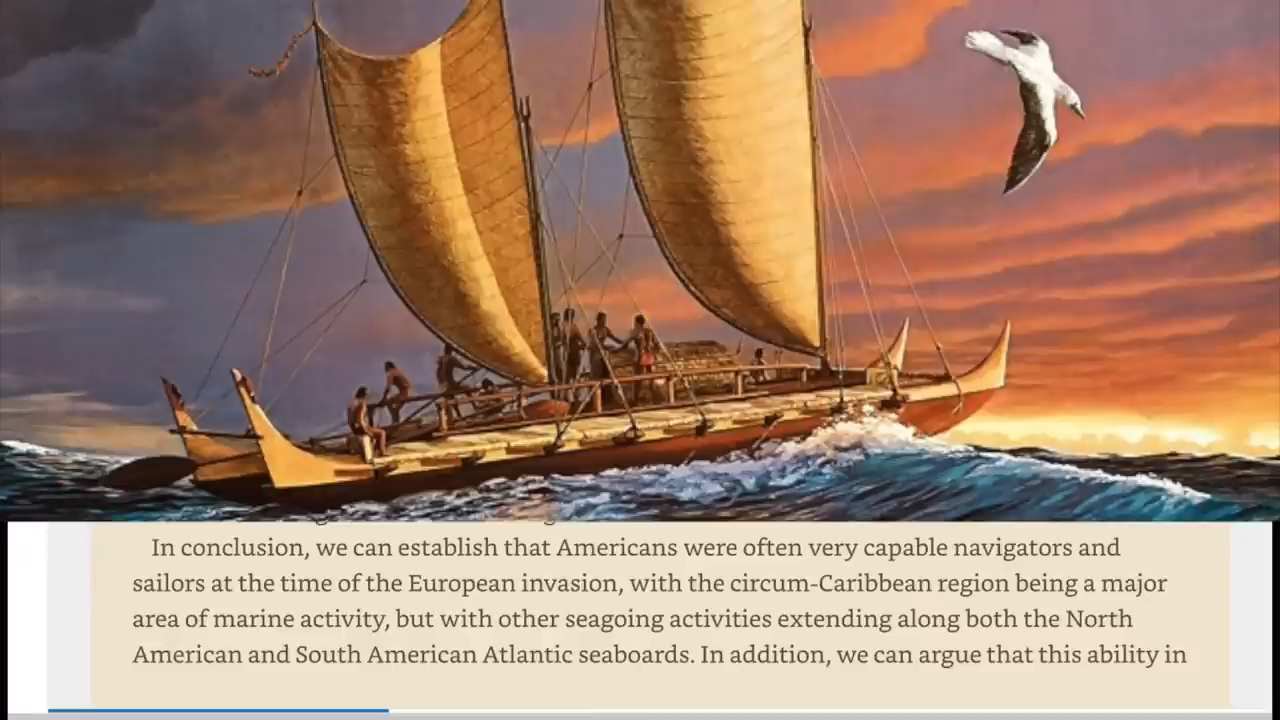 In conclusion, we can establish that Americans were often very capable navigators and
sailors at the time of the European invasion, with the circum-Caribbean region being a major
area of marine activity, but with other seagoing activities extending along both the North
American and South American Atlantic seaboards. In addition, we can argue that this ability in